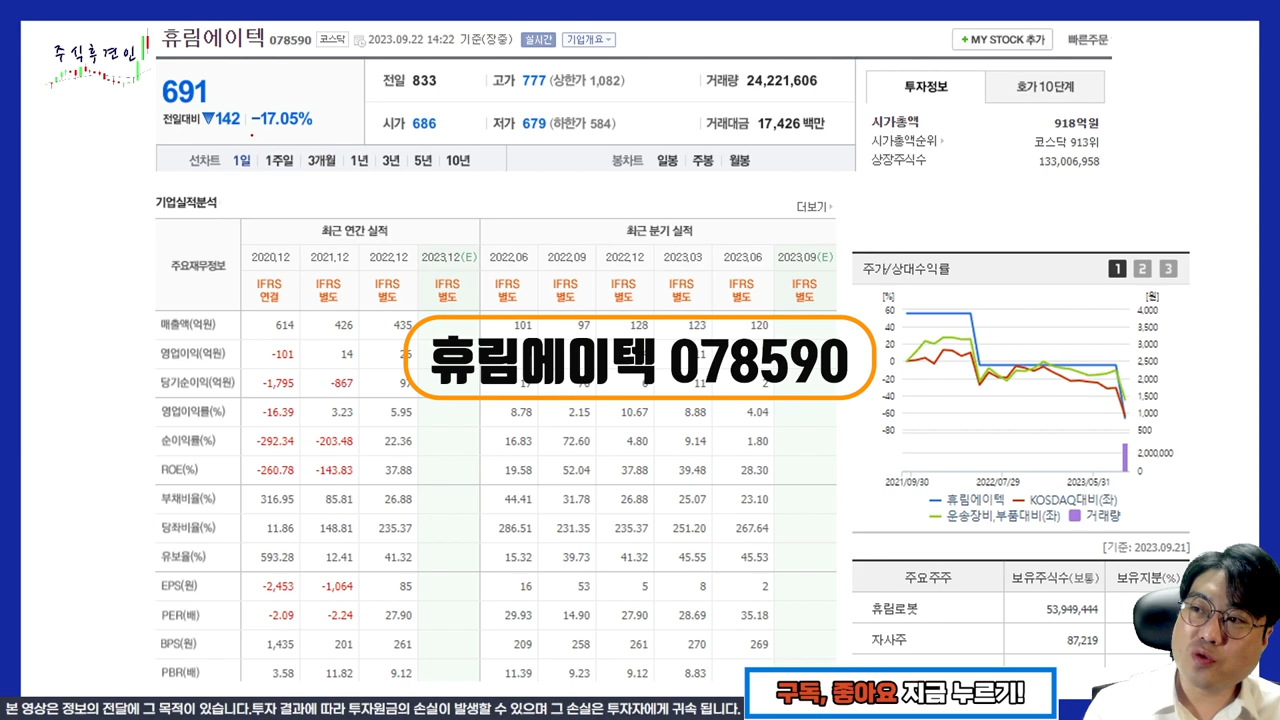 주식후견인
휴림에이텍 078590 코스닥 2023.09.22 14:22 기준(장중) 실시간 기업개요
+ MY STOCK 추가 빠른주문
691
전일대비 ▼142 | −17.05%
전일 833 고가 777 (상한가 1,082) 거래량 24,221,606
시가 686 저가 679 (하한가 584) 거래대금 17,426 백만
선차트 1일 1주일 3개월 1년 3년 5년 10년 봉차트 일봉 주봉 월봉
투자정보 호가 10단계
시가총액 918억원
시가총액순위 코스닥 913위
상장주식수 133,006,958
기업실적분석 더보기
주요재무정보 최근 연간 실적 최근 분기 실적
2020.12 2021.12 2022.12 2023.12(E) 2022.06 2022.09 2022.12 2023.03 2023.06 2023.09(E)
IFRS IFRS IFRS IFRS IFRS IFRS IFRS IFRS IFRS IFRS
연결 별도 별도 별도 별도 별도 별도 별도 별도 별도
매출액(억원) 614 426 435 101 97 128 123 120
영업이익(억원) -101 14
당기순이익(억원) -1,795 -867
영업이익률(%) -16.39 3.23 5.95 8.78 2.15 10.67 8.88 4.04
순이익률(%) -292.34 -203.48 22.36 16.83 72.60 4.80 9.14 1.80
ROE(%) -260.78 -143.83 37.88 19.58 52.04 37.88 39.48 28.30
부채비율(%) 316.95 85.81 26.88 44.41 31.78 26.88 25.07 23.10
당좌비율(%) 11.86 148.81 235.37 286.51 231.35 235.37 251.20 267.64
유보율(%) 593.28 12.41 41.32 15.32 39.73 41.32 45.55 45.53
EPS(원) -2,453 -1,064 85 16 53 5 8 2
PER(배) -2.09 -2.24 27.90 29.93 14.90 27.90 28.69 35.18
BPS(원) 1,435 201 261 209 258 261 270 269
PBR(배) 3.58 11.82 9.12 11.39 9.23 9.12 8.83
휴림에이텍 078590
주가/상대수익률 1 2 3
[%] [원]
60 4,000
40 3,500
20 3,000
0 2,500
-20 2,000
-40 1,500
-60 1,000
-80 500
2,000,000
0
2021/09/30 2022/07/29 2023/05/31
휴림에이텍 KOSDAQ대비(좌)
운송장비,부품대비(좌) 거래량
[기준: 2023.09.21]
주요주주 보유주식수(보통) 보유지분(%)
휴림로봇 53,949,444
자사주 87,219
구독, 좋아요 지금 누르기!
본 영상은 정보의 전달에 그 목적이 있습니다.투자 결과에 따라 투자원금의 손실이 발생할 수 있으며 그 손실은 투자자에게 귀속 됩니다.